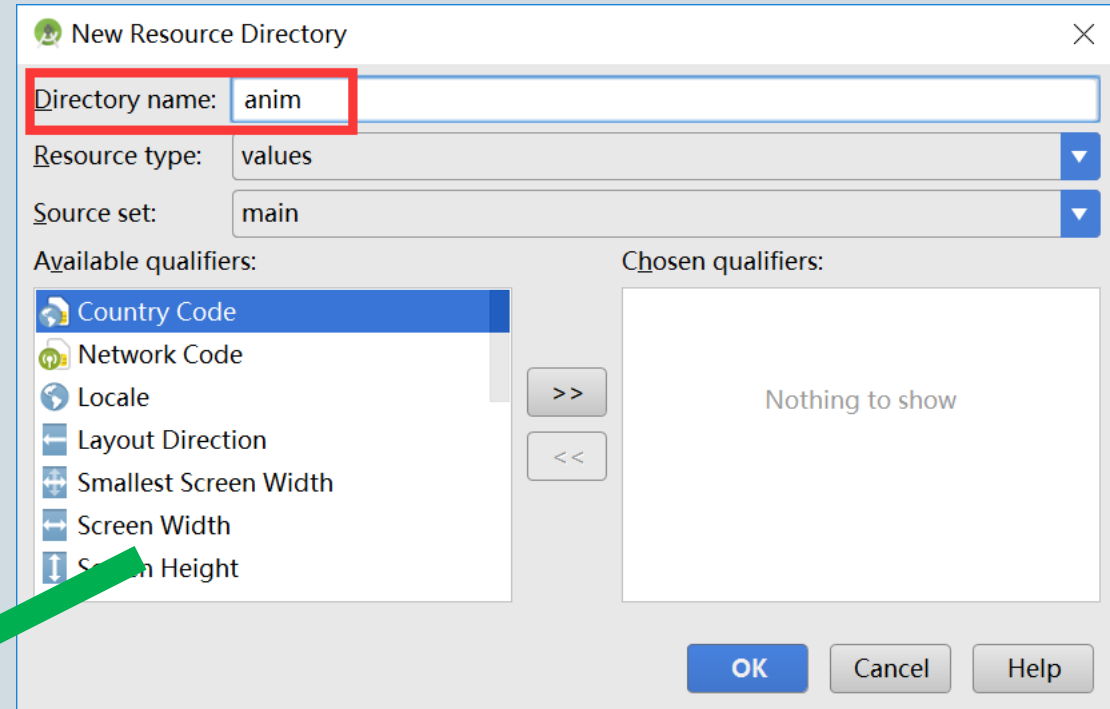 New Resource Directory
Directory name: anim
Resource type: values
Source set: main
Available qualifiers: Chosen qualifiers:
Country Code
Network Code
Locale
Layout Direction
Smallest Screen Width
Screen Width
Height
>>
<<
Nothing to show
OK Cancel Help